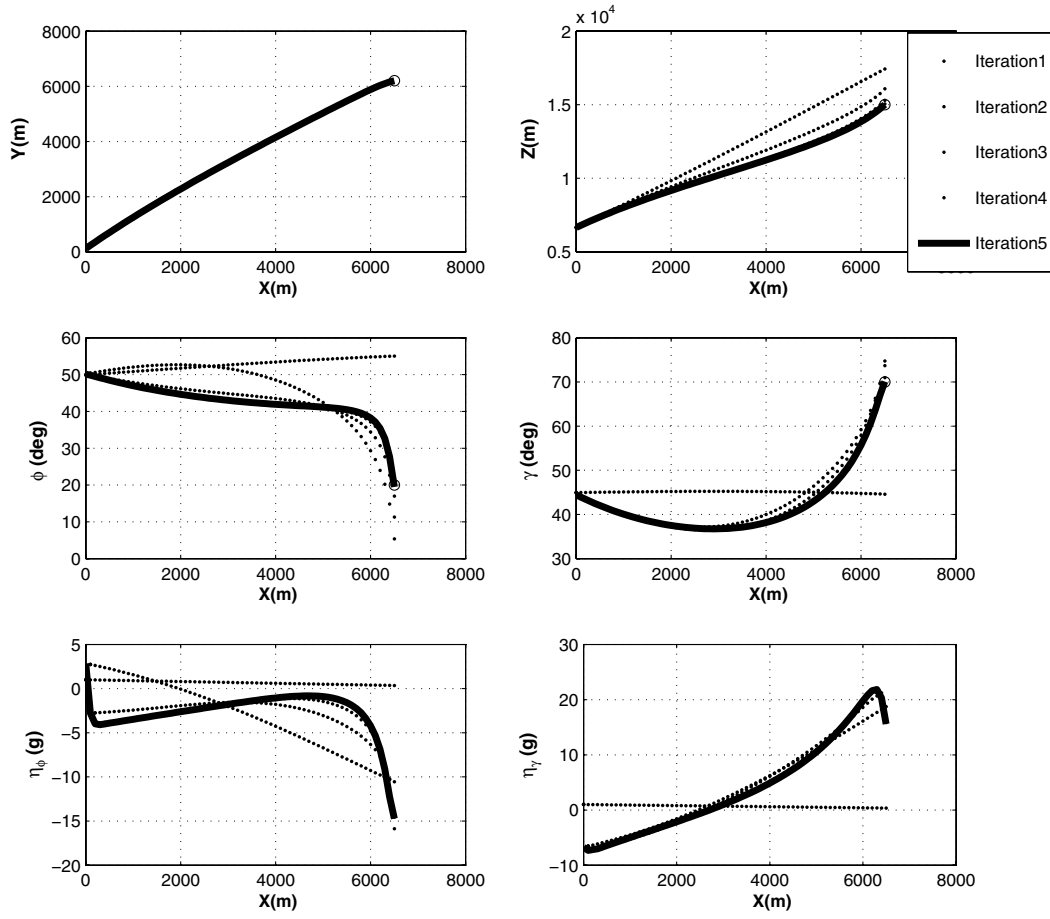 8000
6000
4000
2000
0
Y(m)
0 2000 4000 6000 8000
X(m)
x 10⁴
2
1.5
1
0.5
Z(m)
0 2000 4000 6000 8000
X(m)
Iteration1
Iteration2
Iteration3
Iteration4
Iteration5
60
50
40
30
20
10
0
ϕ (deg)
0 2000 4000 6000 8000
X(m)
80
70
60
50
40
30
γ (deg)
0 2000 4000 6000 8000
X(m)
5
0
−5
−10
−15
−20
η_ϕ (g)
0 2000 4000 6000 8000
X(m)
30
20
10
0
−10
η_γ (g)
0 2000 4000 6000 8000
X(m)